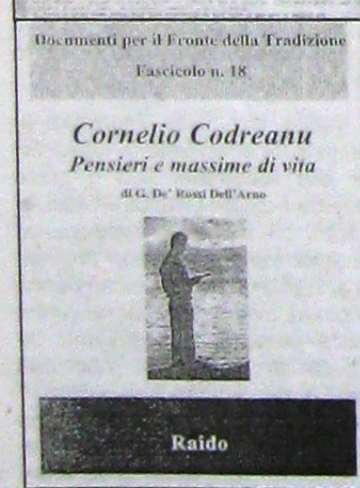 Documenti per il Fronte della Tradizione
Fascicolo n. 18
Cornelio Codreanu
Pensieri e massime di vita
di G. De' Rossi Dell'Arno
Raido